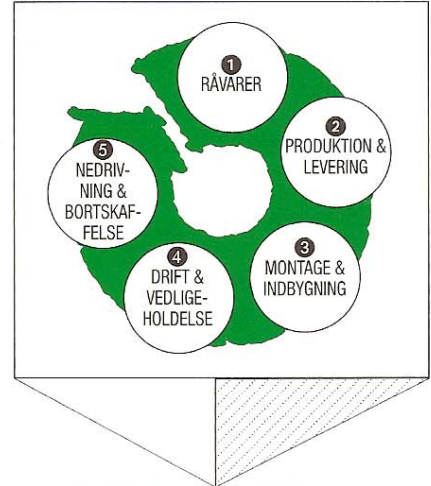 1
RÅVARER
2
PRODUKTION &
LEVERING
3
MONTAGE &
INDBYGNING
4
DRIFT &
VEDLIGE-
HOLDELSE
5
NEDRIV-
NING &
BORTSKAF-
FELSE